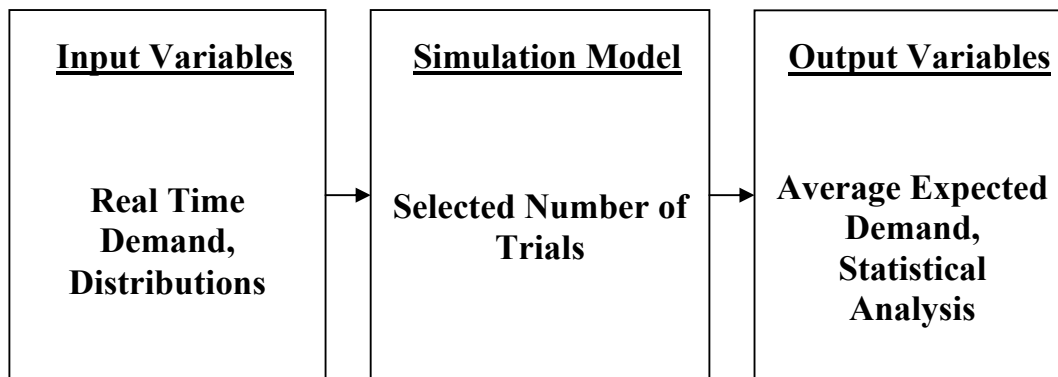 Input Variables
Real Time
Demand,
Distributions
Simulation Model
Selected Number of
Trials
Output Variables
Average Expected
Demand,
Statistical
Analysis